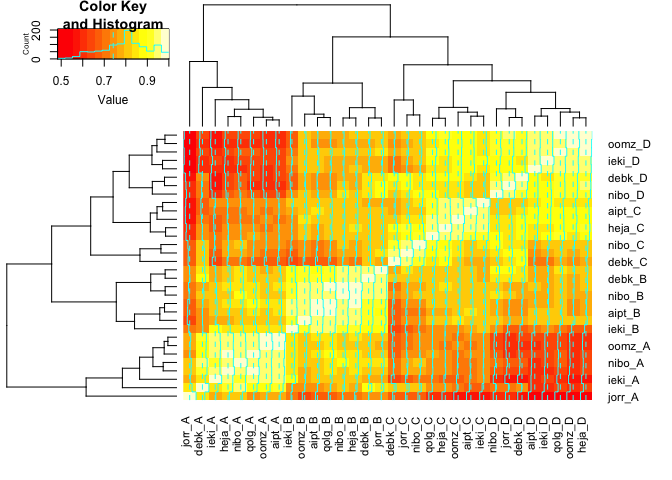 Color Key
and Histogram
Count
0 200
0.5 0.7 0.9
Value
oomz_D
ieki_D
debk_D
nibo_D
aipt_C
heja_C
nibo_C
debk_C
debk_B
nibo_B
aipt_B
ieki_B
oomz_A
nibo_A
ieki_A
jorr_A
jorr_A debk_A ieki_A heja_A nibo_A qolg_A oomz_A aipt_A ieki_B oomz_B aipt_B qolg_B nibo_B heja_B debk_B jorr_B debk_C jorr_C nibo_C qolg_C heja_C oomz_C aipt_C ieki_C nibo_D jorr_D debk_D aipt_D ieki_D qolg_D oomz_D heja_D